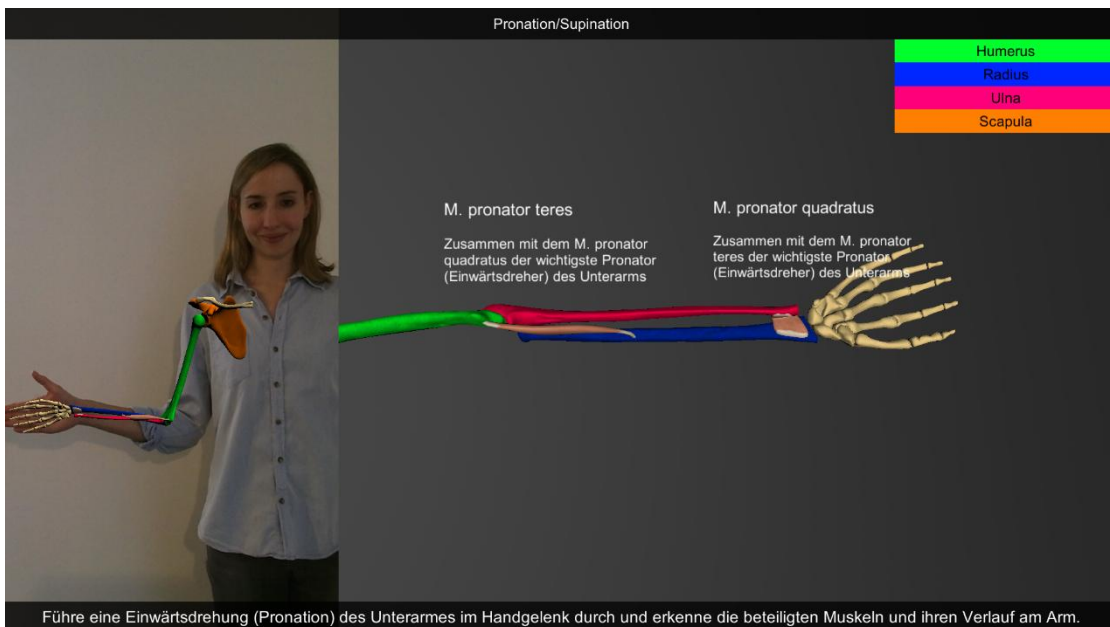 Pronation/Supination
Humerus
Radius
Ulna
Scapula
M. pronator teres
Zusammen mit dem M. pronator
quadratus der wichtigste Pronator
(Einwärtsdreher) des Unterarms
M. pronator quadratus
Zusammen mit dem M. pronator
teres der wichtigste Pronator
(Einwärtsdreher) des Unterarms
Führe eine Einwärtsdrehung (Pronation) des Unterarmes im Handgelenk durch und erkenne die beteiligten Muskeln und ihren Verlauf am Arm.